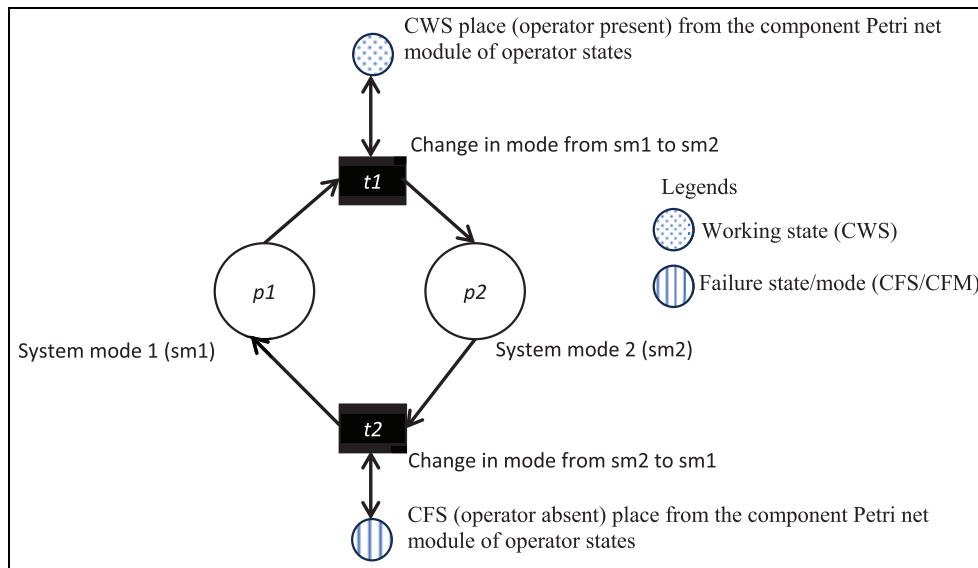 CWS place (operator present) from the component Petri net
module of operator states
Change in mode from sm1 to sm2
t1
Legends
Working state (CWS)
Failure state/mode (CFS/CFM)
p1
p2
System mode 1 (sm1)
System mode 2 (sm2)
t2
Change in mode from sm2 to sm1
CFS (operator absent) place from the component Petri net
module of operator states